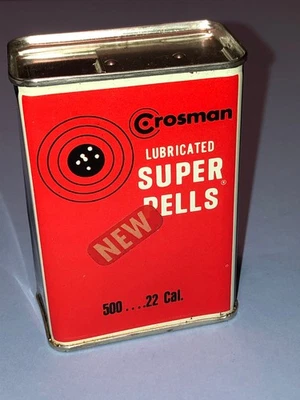 Crosman
LUBRICATED
SUPER
PELLS®
NEW
500 ....22 Cal.